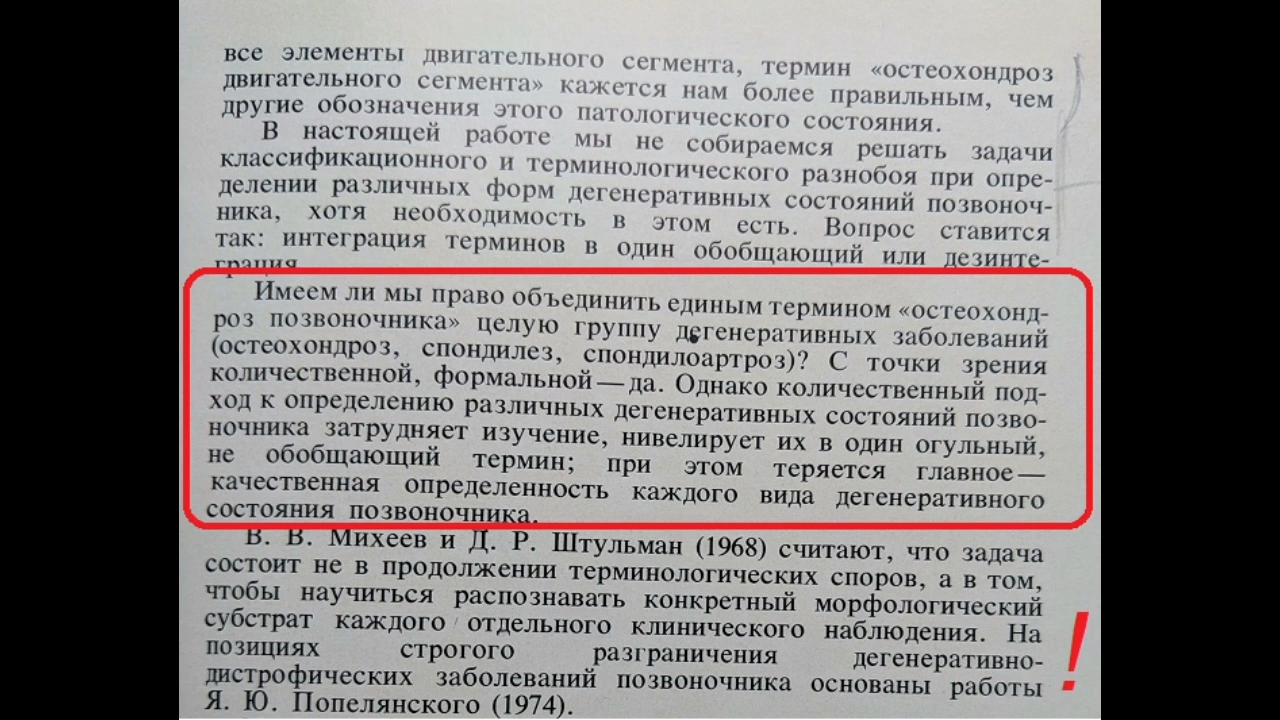 все элементы двигательного сегмента, термин «остеохондроз
двигательного сегмента» кажется нам более правильным, чем
другие обозначения этого патологического состояния.
В настоящей работе мы не собираемся решать задачи
классификационного и терминологического разнобоя при опре-
делении различных форм дегенеративных состояний позвоноч-
ника, хотя необходимость в этом есть. Вопрос ставится
так: интеграция терминов в один обобщающий или дезинте-
грация.
Имеем ли мы право объединить единым термином «остеохонд-
роз позвоночника» целую группу дегенеративных заболеваний
(остеохондроз, спондилез, спондилоартроз)? С точки зрения
количественной, формальной — да. Однако количественный под-
ход к определению различных дегенеративных состояний позво-
ночника затрудняет изучение, нивелирует их в один огульный,
не обобщающий термин; при этом теряется главное —
качественная определенность каждого вида дегенеративного
состояния позвоночника.
В. В. Михеев и Д. Р. Штульман (1968) считают, что задача
состоит не в продолжении терминологических споров, а в том,
чтобы научиться распознавать конкретный морфологический
субстрат каждого отдельного клинического наблюдения. На
позициях строгого разграничения дегенеративно-
дистрофических заболеваний позвоночника основаны работы
Я. Ю. Попелянского (1974).
!